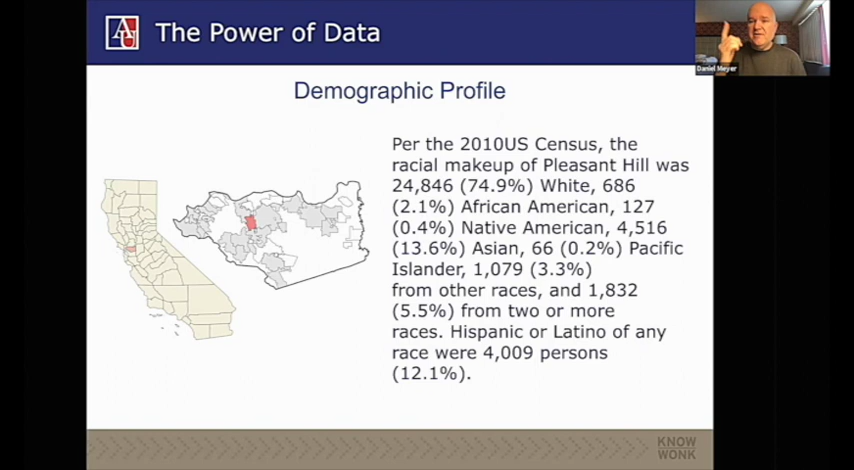 AU
The Power of Data
Daniel Meyer
Demographic Profile
Per the 2010US Census, the
racial makeup of Pleasant Hill was
24,846 (74.9%) White, 686
(2.1%) African American, 127
(0.4%) Native American, 4,516
(13.6%) Asian, 66 (0.2%) Pacific
Islander, 1,079 (3.3%)
from other races, and 1,832
(5.5%) from two or more
races. Hispanic or Latino of any
race were 4,009 persons
(12.1%).
KNOW
WONK